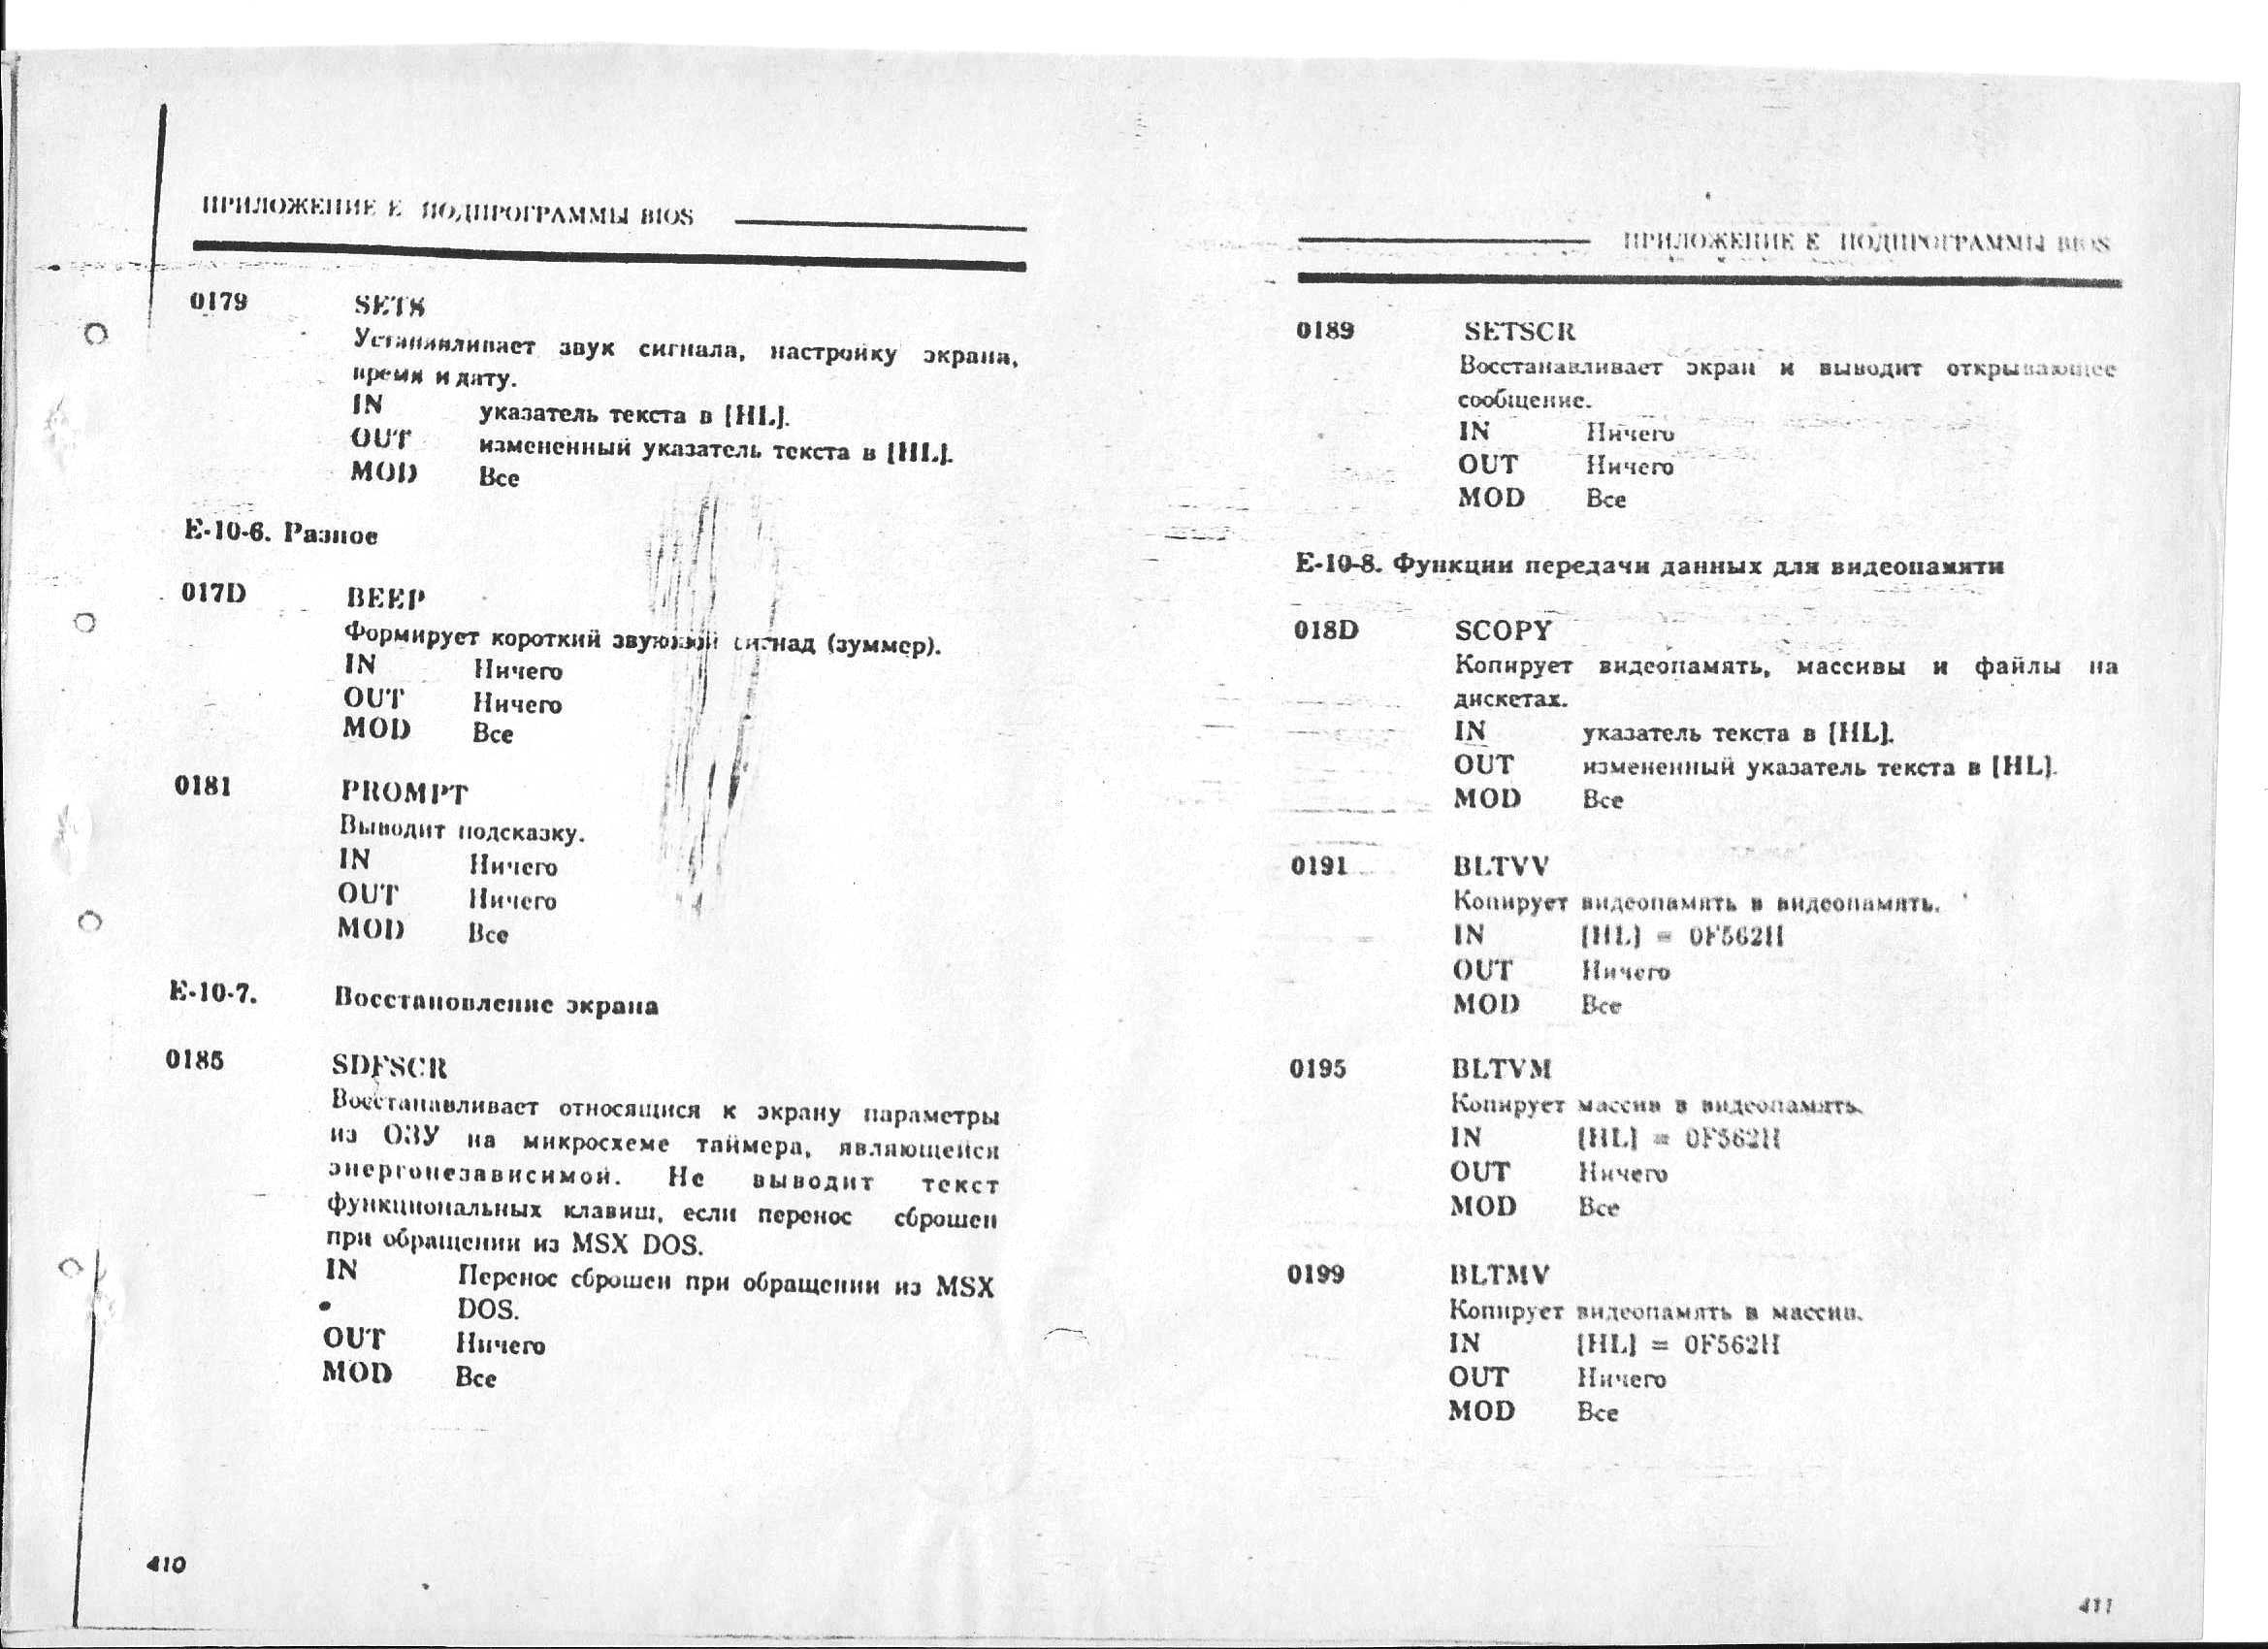 ПРИЛОЖЕНИЕ Е ПОДПРОГРАММЫ BIOS
0179 SETS
Устанавливает звук сигнала, настройку экрана,
время и дату.
IN указатель текста в [HL].
OUT измененный указатель текста в [HL].
MOD Все
Е-10-6. Разное
017D BEEP
Формирует короткий звуковой сигнад (зуммер).
IN Ничего
OUT Ничего
MOD Все
0181 PROMPT
Выводит подсказку.
IN Ничего
OUT Ничего
MOD Все
Е-10-7. Восстановление экрана
0185 SDFSCR
Восстанавливает относящися к экрану параметры
из ОЗУ на микросхеме таймера, являющейся
энергонезависимой. Не выводит текст
функциональных клавиш, если перенос сброшен
при обращении из MSX DOS.
IN Перенос сброшен при обращении из MSX
DOS.
OUT Ничего
MOD Все
410
ПРИЛОЖЕНИЕ Е ПОДПРОГРАММЫ BIOS
0189 SETSCR
Восстанавливает экран и выводит открывающее
сообщение.
IN Ничего
OUT Ничего
MOD Все
Е-10-8. Функции передачи данных для видеопамяти
018D SCOPY
Копирует видеопамять, массивы и файлы на
дискетах.
IN указатель текста в [HL].
OUT измененный указатель текста в [HL].
MOD Все
0191 BLTVV
Копирует видеопамять в видеопамять.
IN [HL] = 0F562H
OUT Ничего
MOD Все
0195 BLTVM
Копирует массив в видеопамять.
IN [HL] = 0F562H
OUT Ничего
MOD Все
0199 BLTMV
Копирует видеопамять в массив.
IN [HL] = 0F562H
OUT Ничего
MOD Все
411